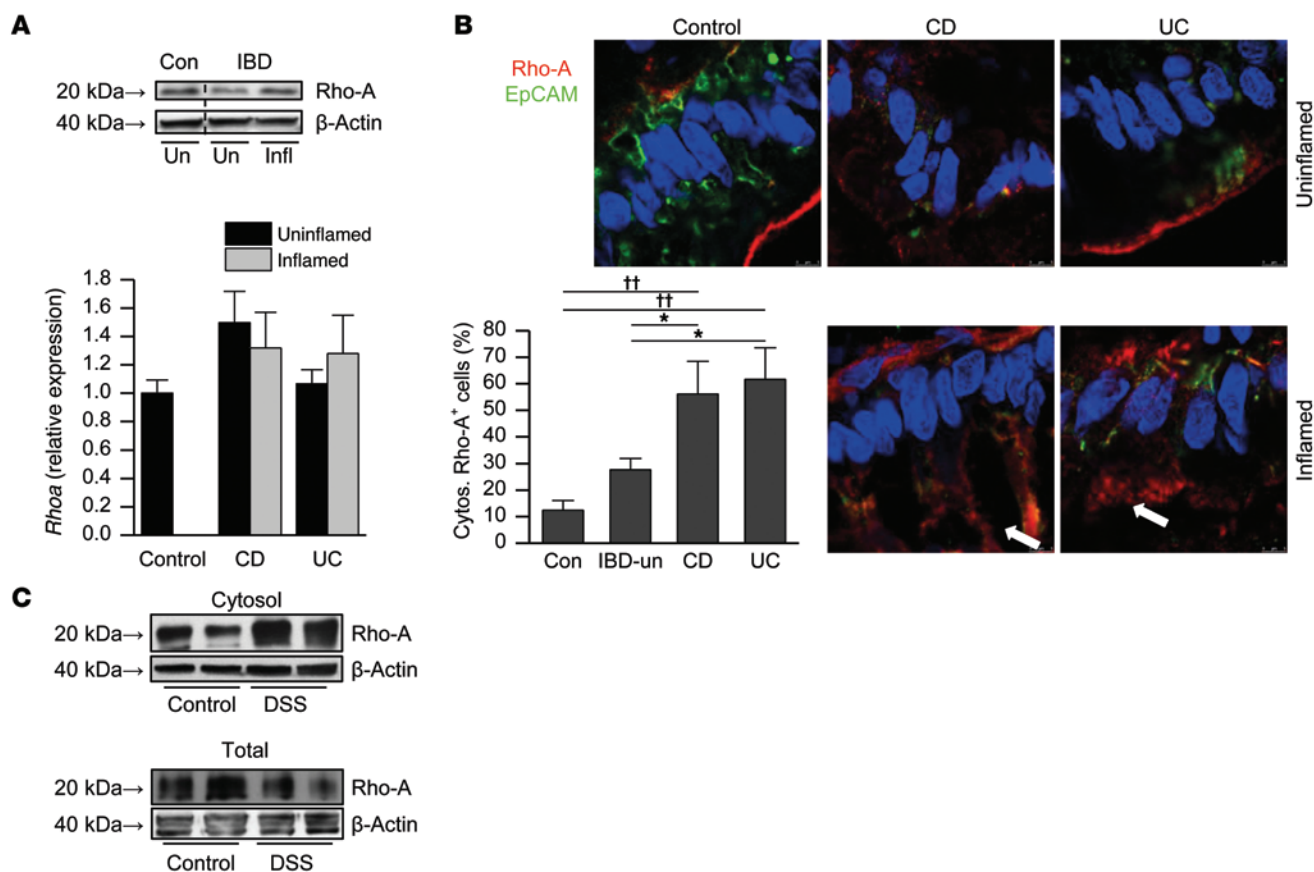 A
Con IBD
20 kDa→ Rho-A
40 kDa→ β-Actin
Un Un Infl
Uninflamed
Inflamed
Rhoa (relative expression)
1.8
1.6
1.4
1.2
1.0
0.8
0.6
0.4
0.2
0.0
Control CD UC
B
Control CD UC
Rho-A
EpCAM
Uninflamed
Inflamed
††
††
*
*
Cytos. Rho-A+ cells (%)
80
70
60
50
40
30
20
10
0
Con IBD-un CD UC
C
Cytosol
20 kDa→ Rho-A
40 kDa→ β-Actin
Control DSS
Total
20 kDa→ Rho-A
40 kDa→ β-Actin
Control DSS